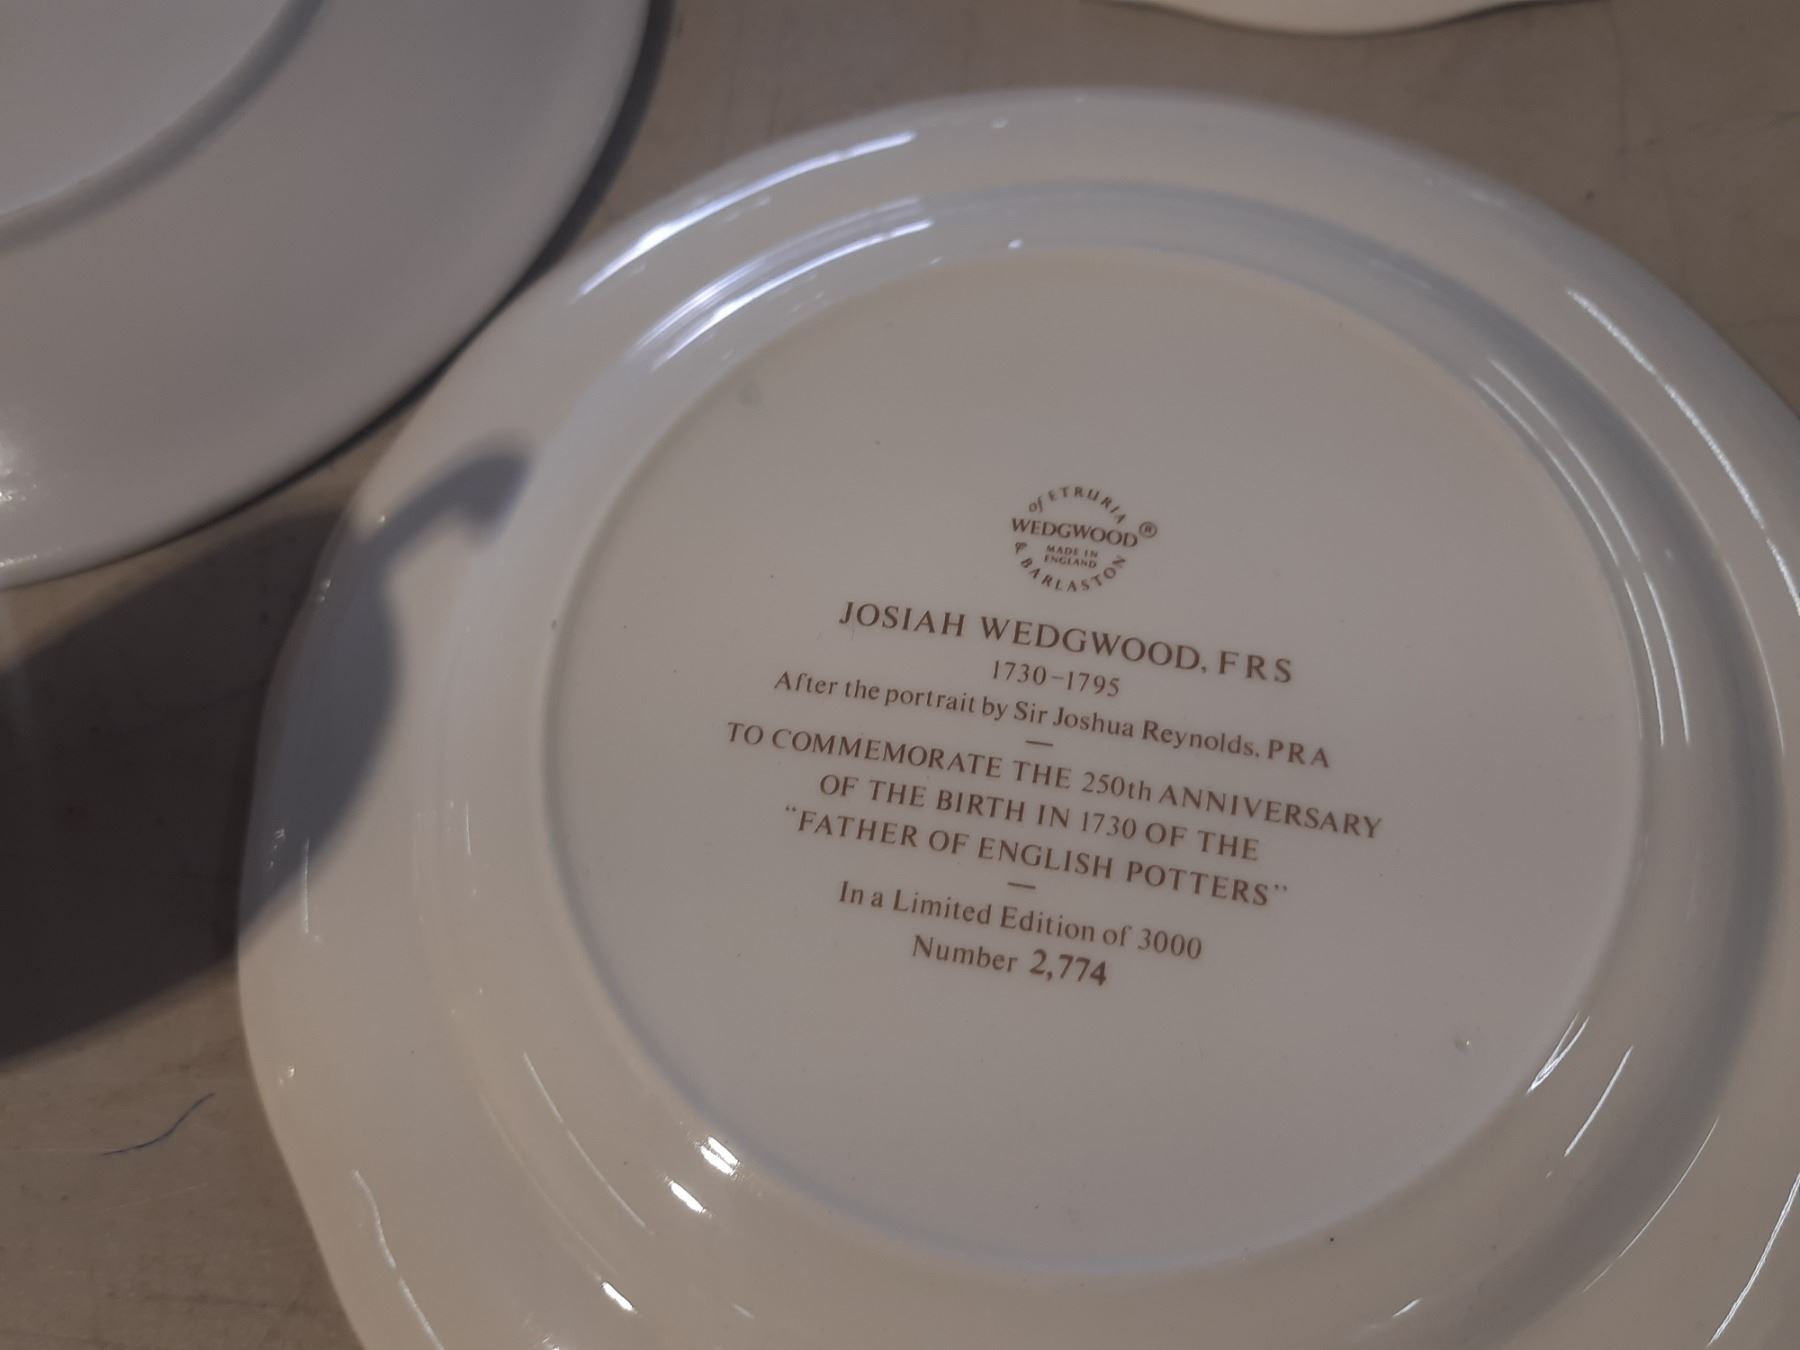 of ETRURIA
WEDGWOOD®
MADE IN
ENGLAND
& BARLASTON
JOSIAH WEDGWOOD, FRS
1730-1795
After the portrait by Sir Joshua Reynolds, PRA
—
TO COMMEMORATE THE 250th ANNIVERSARY
OF THE BIRTH IN 1730 OF THE
"FATHER OF ENGLISH POTTERS"
—
In a Limited Edition of 3000
Number 2,774